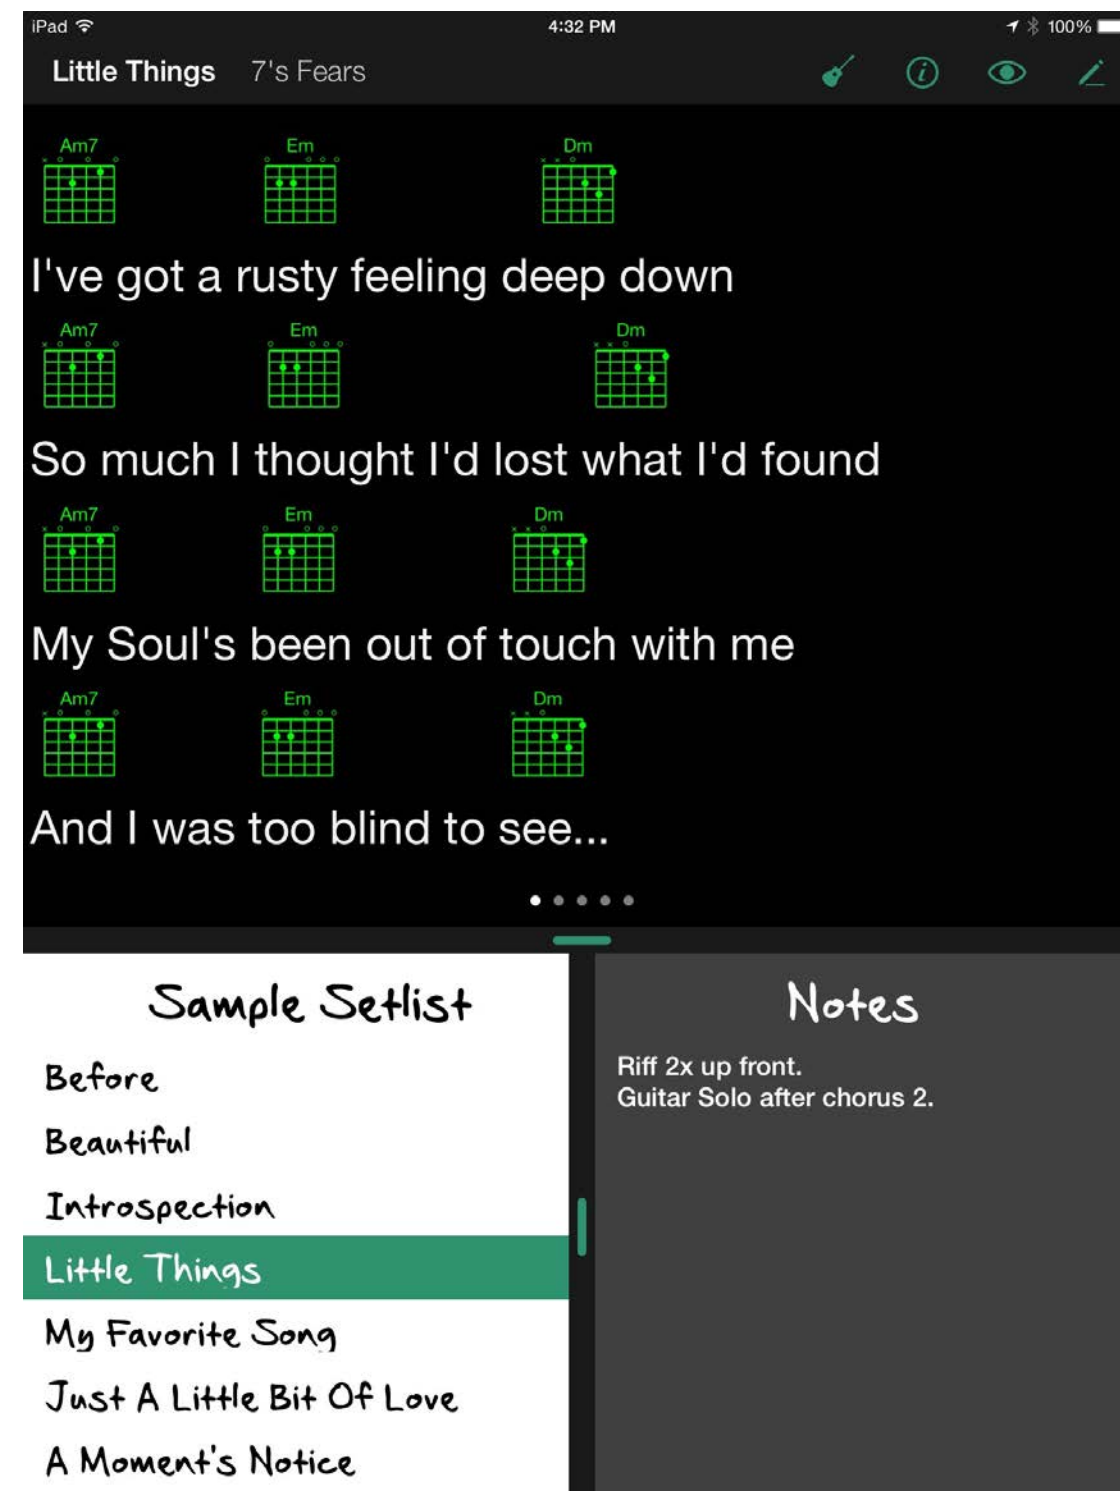 iPad 4:32 PM 100%
Little Things 7's Fears
Am7 Em Dm
I've got a rusty feeling deep down
Am7 Em Dm
So much I thought I'd lost what I'd found
Am7 Em Dm
My Soul's been out of touch with me
Am7 Em Dm
And I was too blind to see...
Sample Setlist
Before
Beautiful
Introspection
Little Things
My Favorite Song
Just A Little Bit Of Love
A Moment's Notice
Notes
Riff 2x up front.
Guitar Solo after chorus 2.